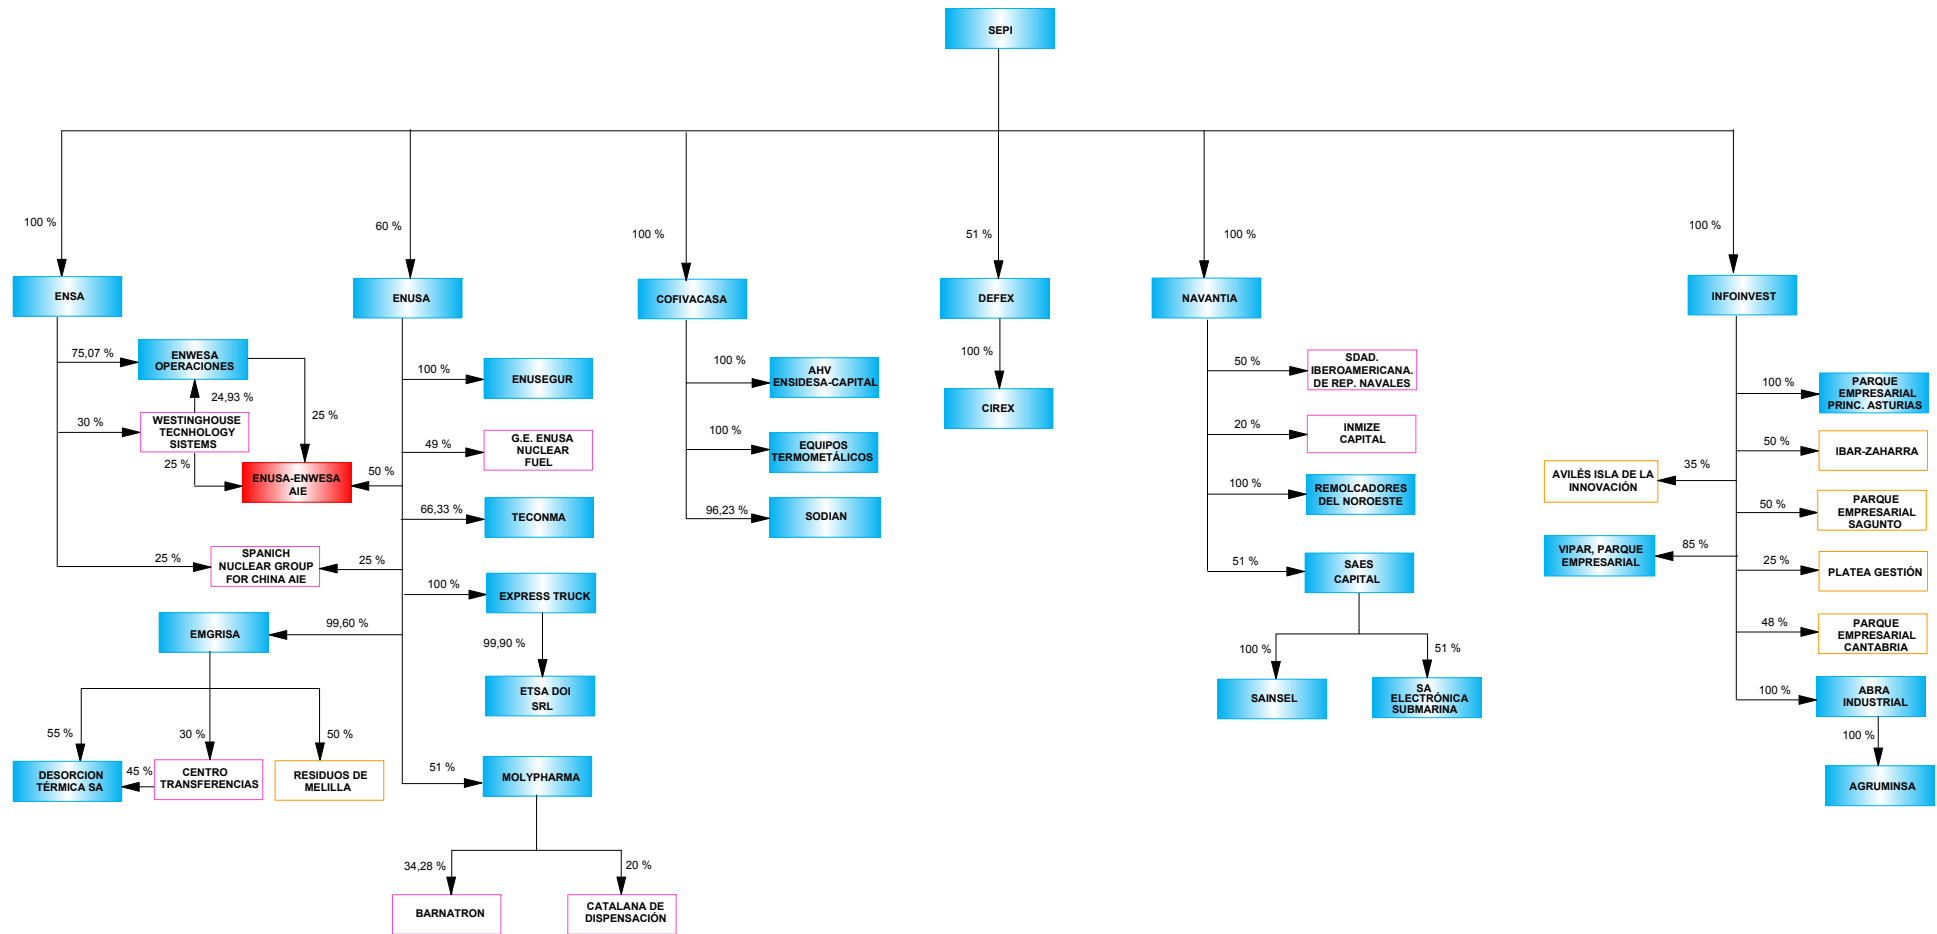 SEPI
100 %
60 %
100 %
51 %
100 %
100 %
ENSA
ENUSA
COFIVACASA
DEFEX
NAVANTIA
INFOINVEST
75,07 %
ENWESA
OPERACIONES
24,93 %
25 %
30 %
WESTINGHOUSE
TECNHOLOGY
SISTEMS
25 %
ENUSA-ENWESA
AIE
50 %
25 %
SPANICH
NUCLEAR GROUP
FOR CHINA AIE
25 %
100 %
ENUSEGUR
49 %
G.E. ENUSA
NUCLEAR
FUEL
66,33 %
TECONMA
100 %
EXPRESS TRUCK
99,90 %
ETSA DOI
SRL
99,60 %
EMGRISA
55 %
30 %
50 %
DESORCION
TÉRMICA SA
45 %
CENTRO
TRANSFERENCIAS
RESIDUOS DE
MELILLA
51 %
MOLYPHARMA
34,28 %
20 %
BARNATRON
CATALANA DE
DISPENSACIÓN
100 %
AHV
ENSIDESA-CAPITAL
100 %
EQUIPOS
TERMOMETÁLICOS
96,23 %
SODIAN
100 %
CIREX
50 %
SDAD.
IBEROAMERICANA.
DE REP. NAVALES
20 %
INMIZE
CAPITAL
100 %
REMOLCADORES
DEL NOROESTE
51 %
SAES
CAPITAL
100 %
51 %
SAINSEL
SA
ELECTRÓNICA
SUBMARINA
100 %
PARQUE
EMPRESARIAL
PRINC. ASTURIAS
50 %
IBAR-ZAHARRA
35 %
AVILÉS ISLA DE LA
INNOVACIÓN
50 %
PARQUE
EMPRESARIAL
SAGUNTO
85 %
VIPAR, PARQUE
EMPRESARIAL
25 %
PLATEA GESTIÓN
48 %
PARQUE
EMPRESARIAL
CANTABRIA
100 %
ABRA
INDUSTRIAL
100 %
AGRUMINSA